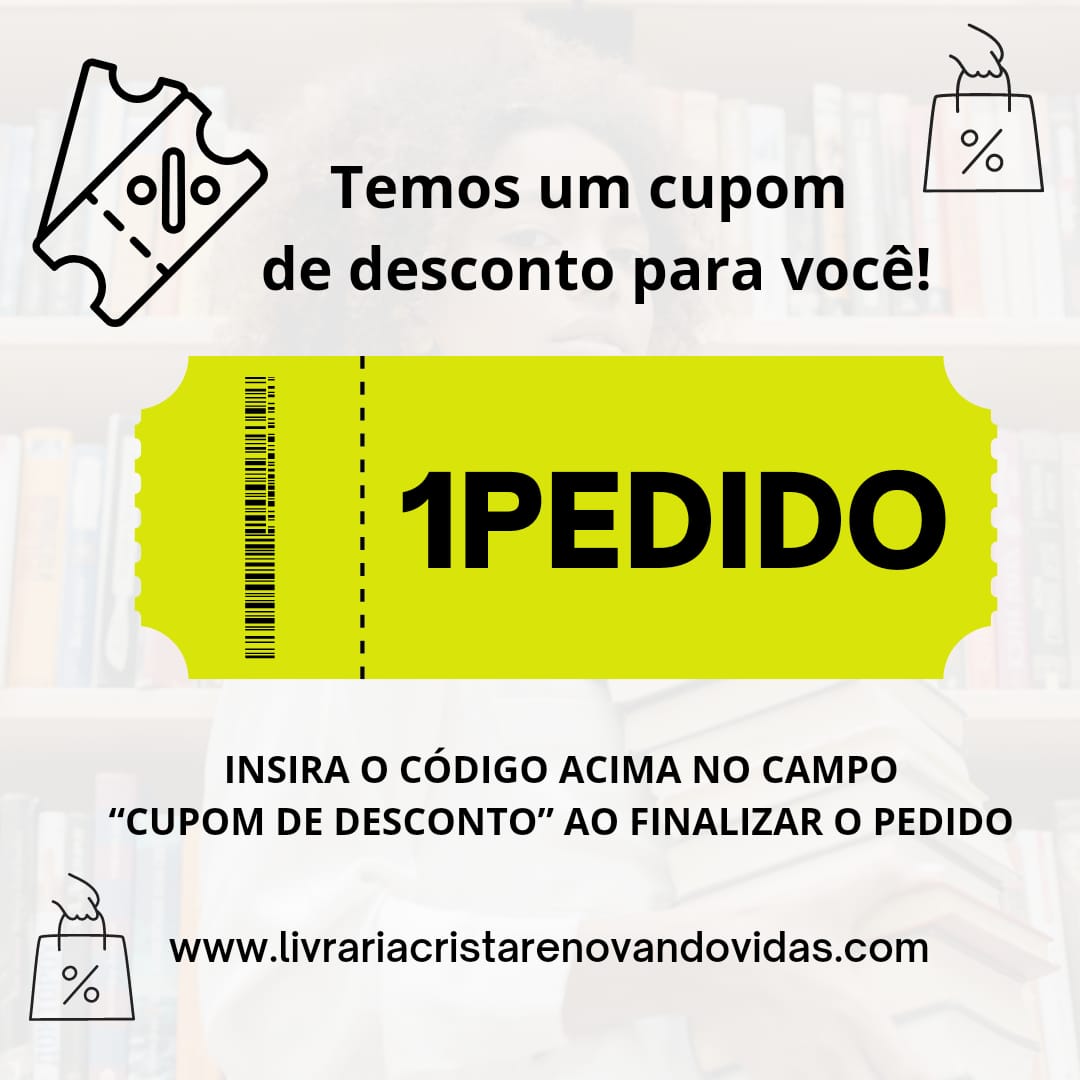 Temos um cupom
de desconto para você!
1PEDIDO
INSIRA O CÓDIGO ACIMA NO CAMPO
“CUPOM DE DESCONTO” AO FINALIZAR O PEDIDO
www.livrariacristarenovandovidas.com